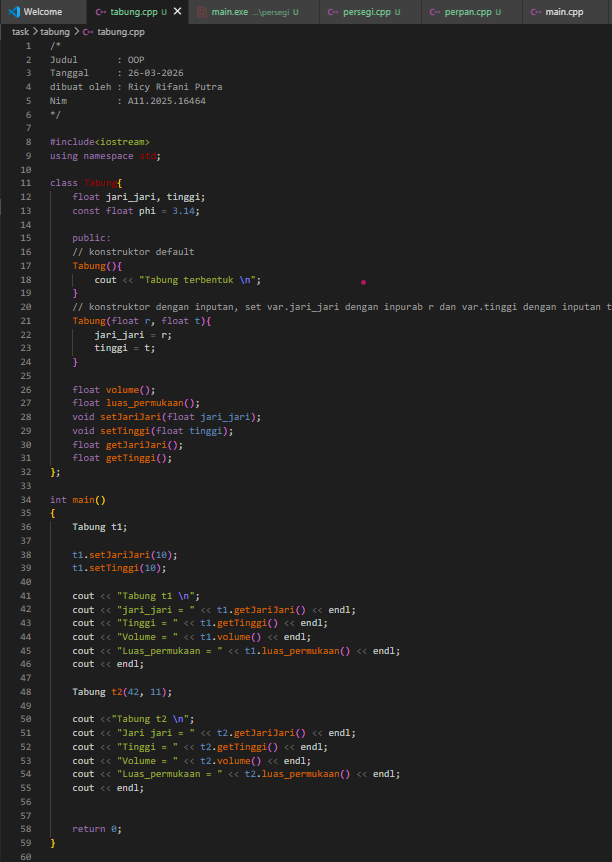 Welcome   tabung.cpp U   main.exe ...\persegi U   persegi.cpp U   perpan.cpp U   main.cpp
task > tabung > tabung.cpp
1 /*
2 Judul       : OOP
3 Tanggal     : 26-03-2026
4 dibuat oleh : Ricy Rifani Putra
5 Nim         : A11.2025.16464
6 */
7
8 #include<iostream>
9 using namespace std;
10
11 class Tabung{
12     float jari_jari, tinggi;
13     const float phi = 3.14;
14
15     public:
16     // konstruktor default
17     Tabung(){
18         cout << "Tabung terbentuk \n";
19     }
20     // konstruktor dengan inputan, set var.jari_jari dengan inpurab r dan var.tinggi dengan inputan t
21     Tabung(float r, float t){
22         jari_jari = r;
23         tinggi = t;
24     }
25
26     float volume();
27     float luas_permukaan();
28     void setJariJari(float jari_jari);
29     void setTinggi(float tinggi);
30     float getJariJari();
31     float getTinggi();
32 };
33
34 int main()
35 {
36     Tabung t1;
37
38     t1.setJariJari(10);
39     t1.setTinggi(10);
40
41     cout << "Tabung t1 \n";
42     cout << "jari_jari = " << t1.getJariJari() << endl;
43     cout << "Tinggi = " << t1.getTinggi() << endl;
44     cout << "Volume = " << t1.volume() << endl;
45     cout << "Luas_permukaan = " << t1.luas_permukaan() << endl;
46     cout << endl;
47
48     Tabung t2(42, 11);
49
50     cout <<"Tabung t2 \n";
51     cout << "Jari jari = " << t2.getJariJari() << endl;
52     cout << "Tinggi = " << t2.getTinggi() << endl;
53     cout << "Volume = " << t2.volume() << endl;
54     cout << "Luas_permukaan = " << t2.luas_permukaan() << endl;
55     cout << endl;
56
57
58     return 0;
59 }
60